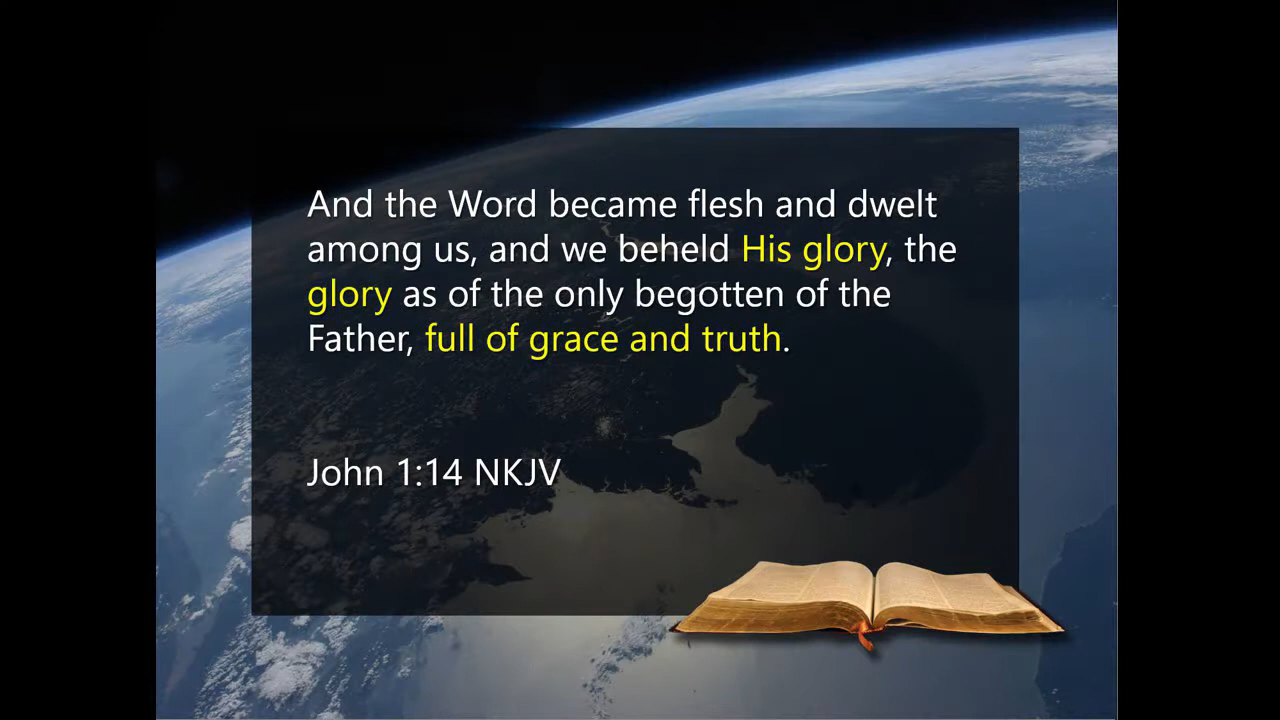 And the Word became flesh and dwelt
among us, and we beheld His glory, the
glory as of the only begotten of the
Father, full of grace and truth.
John 1:14 NKJV